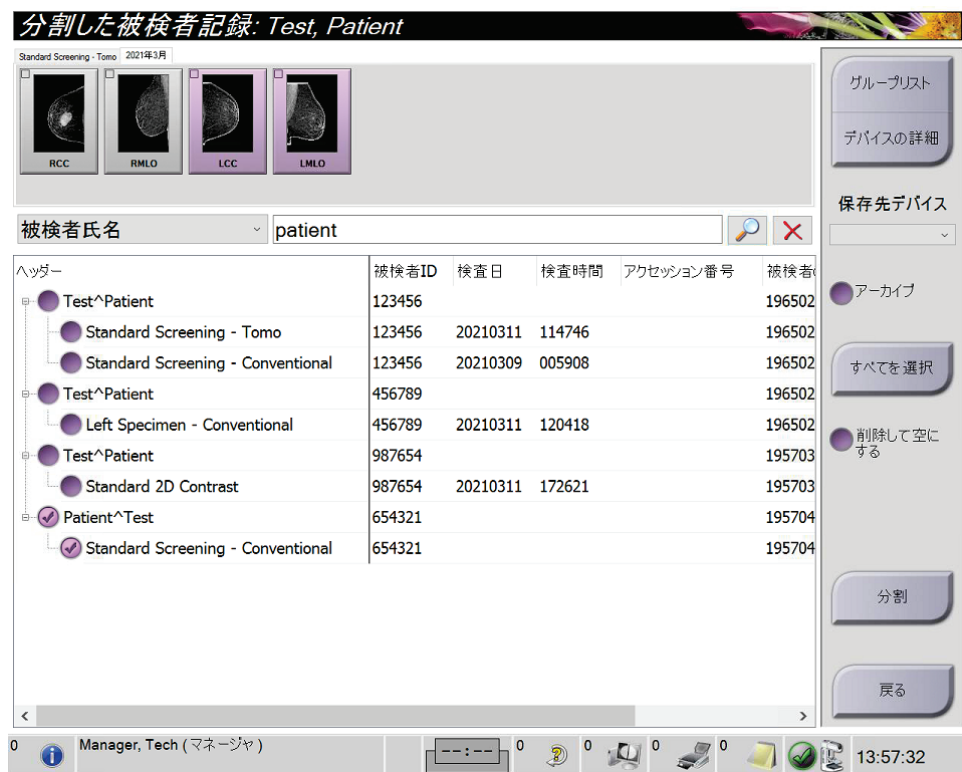 分割した被検者記録: Test, Patient
Standard Screening - Tomo 2021年3月
RCC RMLO LCC LMLO
グループリスト
デバイスの詳細
保存先デバイス
被検者氏名 patient
ヘッダー 被検者ID 検査日 検査時間 アクセッション番号 被検者
Test^Patient 123456 196502
Standard Screening - Tomo 123456 20210311 114746 196502
Standard Screening - Conventional 123456 20210309 005908 196502
Test^Patient 456789 196502
Left Specimen - Conventional 456789 20210311 120418 196502
Test^Patient 987654 195703
Standard 2D Contrast 987654 20210311 172621 195703
Patient^Test 654321 195704
Standard Screening - Conventional 654321 195704
アーカイブ
すべてを選択
削除して空に
する
分割
戻る
0 Manager, Tech (マネージャ) --:-- 0 0 0 0 13:57:32